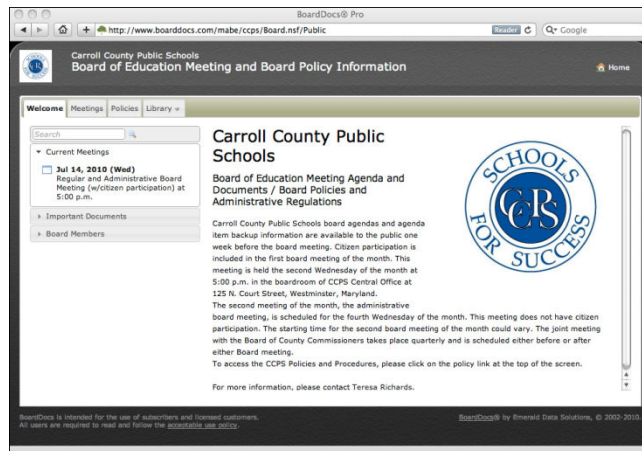 BoardDocs® Pro
http://www.boarddocs.com/mabe/ccps/Board.nsf/Public
Reader
Google
Carroll County Public Schools
Board of Education Meeting and Board Policy Information
Home
Welcome
Meetings
Policies
Library
Search
Current Meetings
Jul 14, 2010 (Wed)
Regular and Administrative Board
Meeting (w/citizen participation) at
5:00 p.m.
Important Documents
Board Members
Carroll County Public
Schools
Board of Education Meeting Agenda and
Documents / Board Policies and
Administrative Regulations
Carroll County Public Schools board agendas and agenda
item backup information are available to the public one
week before the board meeting. Citizen participation is
included in the first board meeting of the month. This
meeting is held the second Wednesday of the month at
5:00 p.m. in the boardroom of CCPS Central Office at
125 N. Court Street, Westminster, Maryland.
The second meeting of the month, the administrative
board meeting, is scheduled for the fourth Wednesday of the month. This meeting does not have citizen
participation. The starting time for the second board meeting of the month could vary. The joint meeting
with the Board of County Commissioners takes place quarterly and is scheduled either before or after
either Board meeting.
To access the CCPS Policies and Procedures, please click on the policy link at the top of the screen.
For more information, please contact Teresa Richards.
SCHOOLS
CCPS
FOR SUCCESS
BoardDocs is intended for the use of subscribers and licensed customers.
All users are required to read and follow the acceptable use policy.
BoardDocs® by Emerald Data Solutions, © 2002-2010.